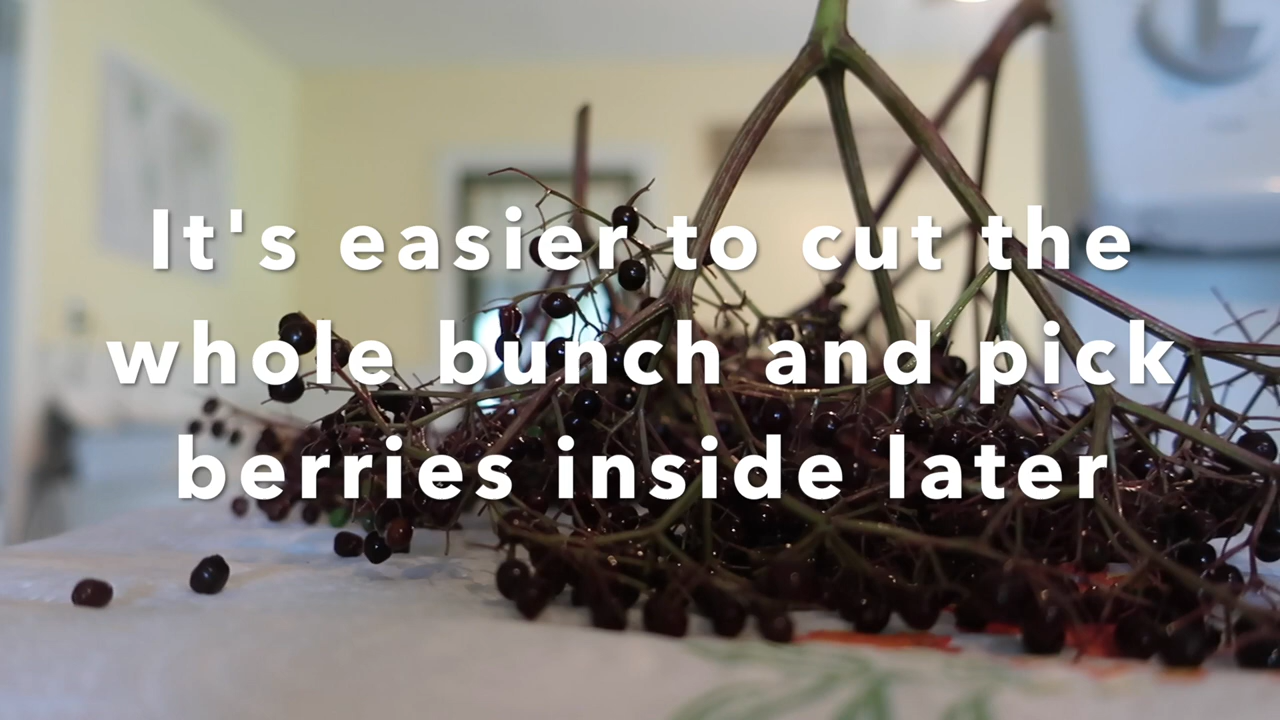 It's easier to cut the
whole bunch and pick
berries inside later